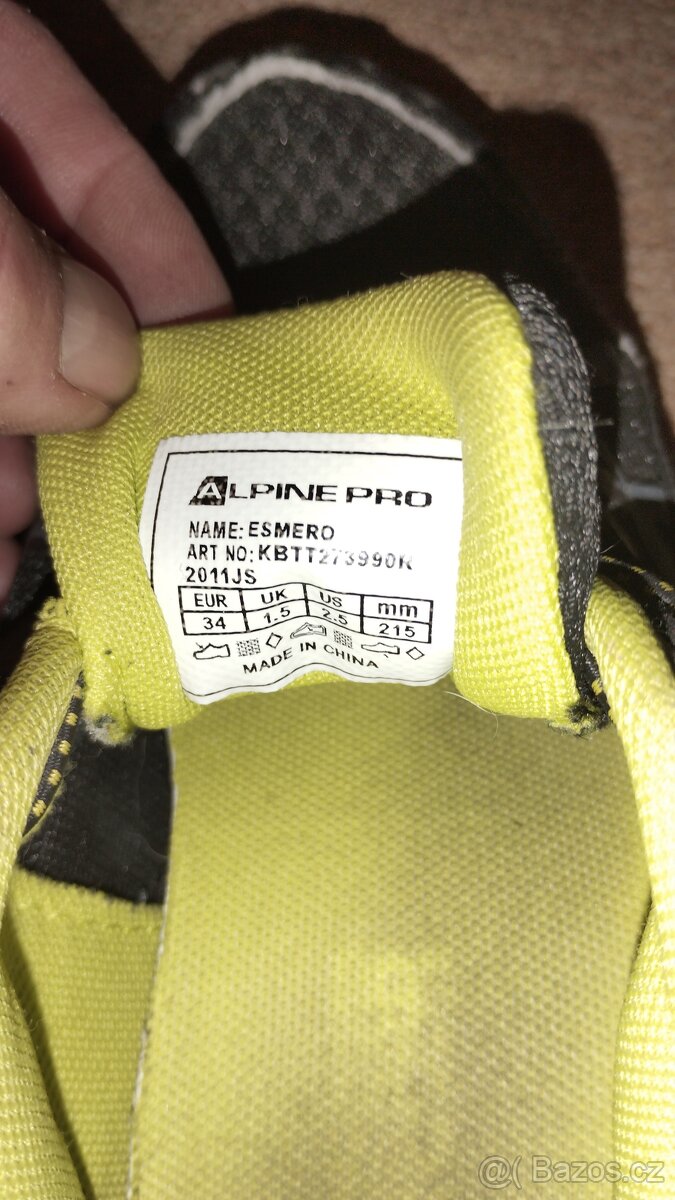 ALPINE PRO
NAME: ESMERO
ART NO: KBTT273990K
2011JS
EUR UK US mm
34 1.5 2.5 215
MADE IN CHINA
@( Bazos.cz